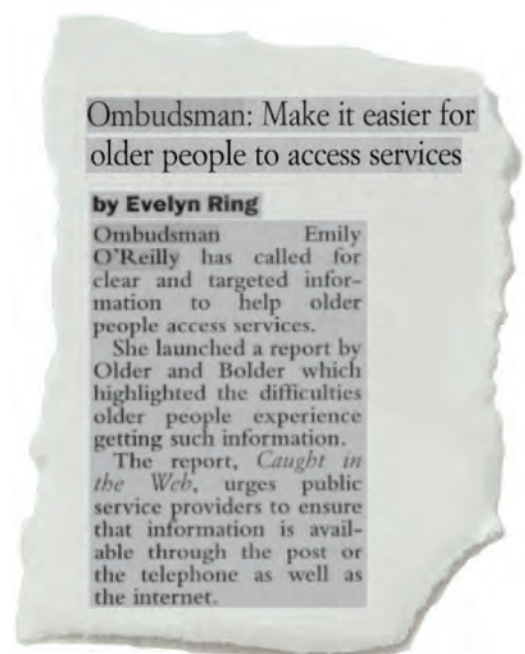 Ombudsman: Make it easier for
older people to access services
by Evelyn Ring
Ombudsman Emily
O'Reilly has called for
clear and targeted infor-
mation to help older
people access services.
She launched a report by
Older and Bolder which
highlighted the difficulties
older people experience
getting such information.
The report, Caught in
the Web, urges public
service providers to ensure
that information is avail-
able through the post or
the telephone as well as
the internet.